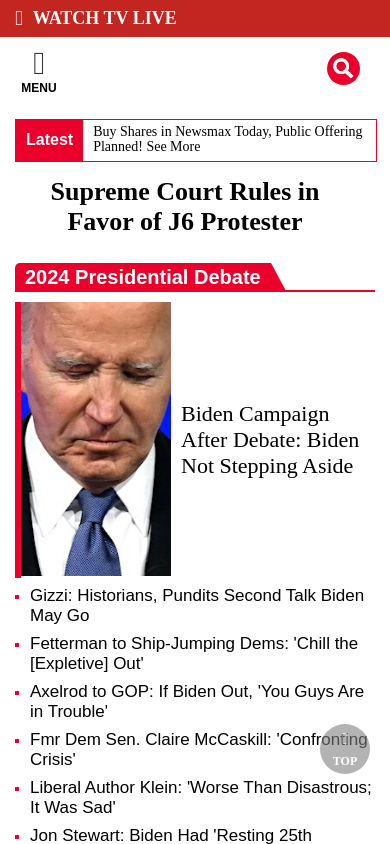 WATCH TV LIVE
MENU
Latest
Buy Shares in Newsmax Today, Public Offering
Planned! See More
Supreme Court Rules in
Favor of J6 Protester
2024 Presidential Debate
Biden Campaign
After Debate: Biden
Not Stepping Aside
Gizzi: Historians, Pundits Second Talk Biden
May Go
Fetterman to Ship-Jumping Dems: 'Chill the
[Expletive] Out'
Axelrod to GOP: If Biden Out, 'You Guys Are
in Trouble'
Fmr Dem Sen. Claire McCaskill: 'Confronting
Crisis'
TOP
Liberal Author Klein: 'Worse Than Disastrous;
It Was Sad'
Jon Stewart: Biden Had 'Resting 25th